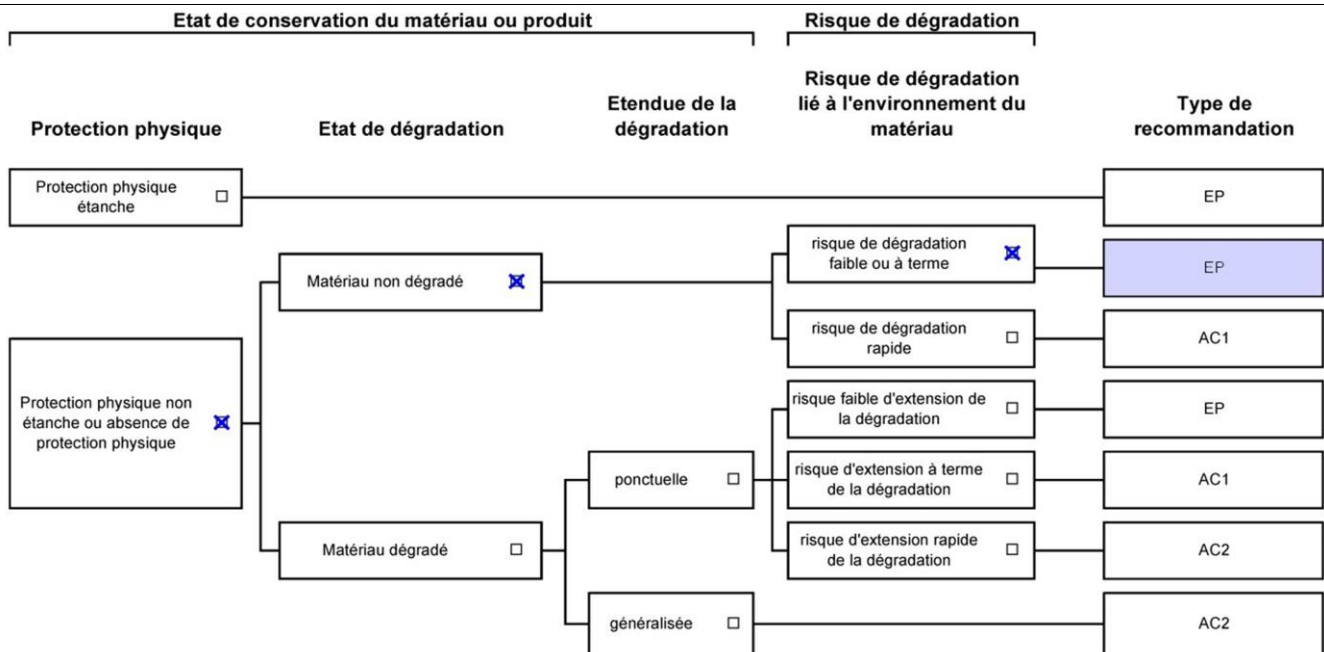 Etat de conservation du matériau ou produit
Risque de dégradation
Protection physique
Etat de dégradation
Etendue de la
dégradation
Risque de dégradation
lié à l'environnement du
matériau
Type de
recommandation
Protection physique
étanche
EP
Protection physique non
étanche ou absence de
protection physique
Matériau non dégradé
risque de dégradation
faible ou à terme
EP
risque de dégradation
rapide
AC1
Matériau dégradé
ponctuelle
risque faible d'extension de
la dégradation
EP
risque d'extension à terme
de la dégradation
AC1
risque d'extension rapide
de la dégradation
AC2
généralisée
AC2